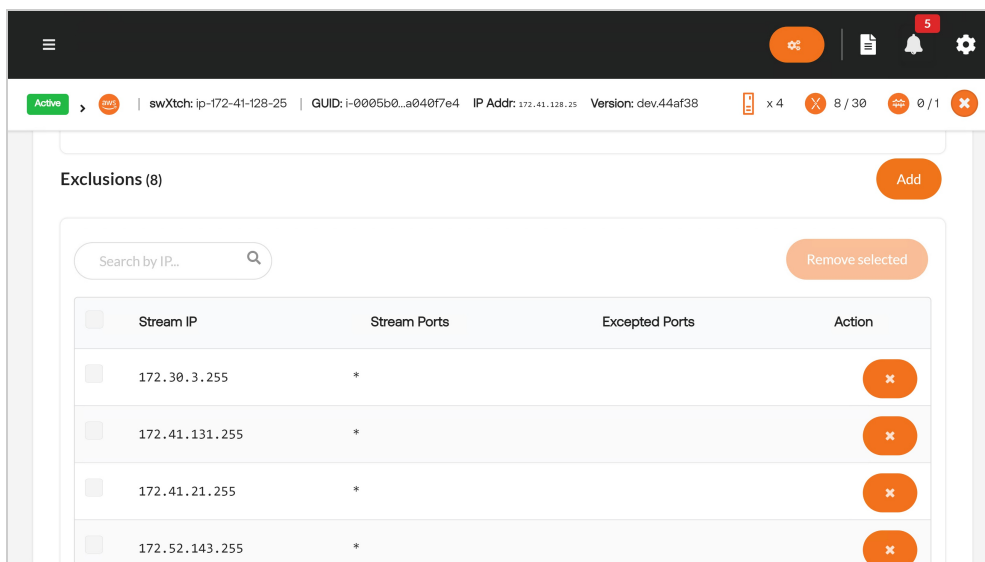 5
Active aws | swXtch: ip-172-41-128-25 | GUID: i-0005b0...a040f7e4 IP Addr: 172.41.128.25 Version: dev.44af38 x 4 8 / 30 0 / 1
Exclusions (8) Add
Search by IP... Remove selected
Stream IP Stream Ports Excepted Ports Action
172.30.3.255 *
172.41.131.255 *
172.41.21.255 *
172.52.143.255 *